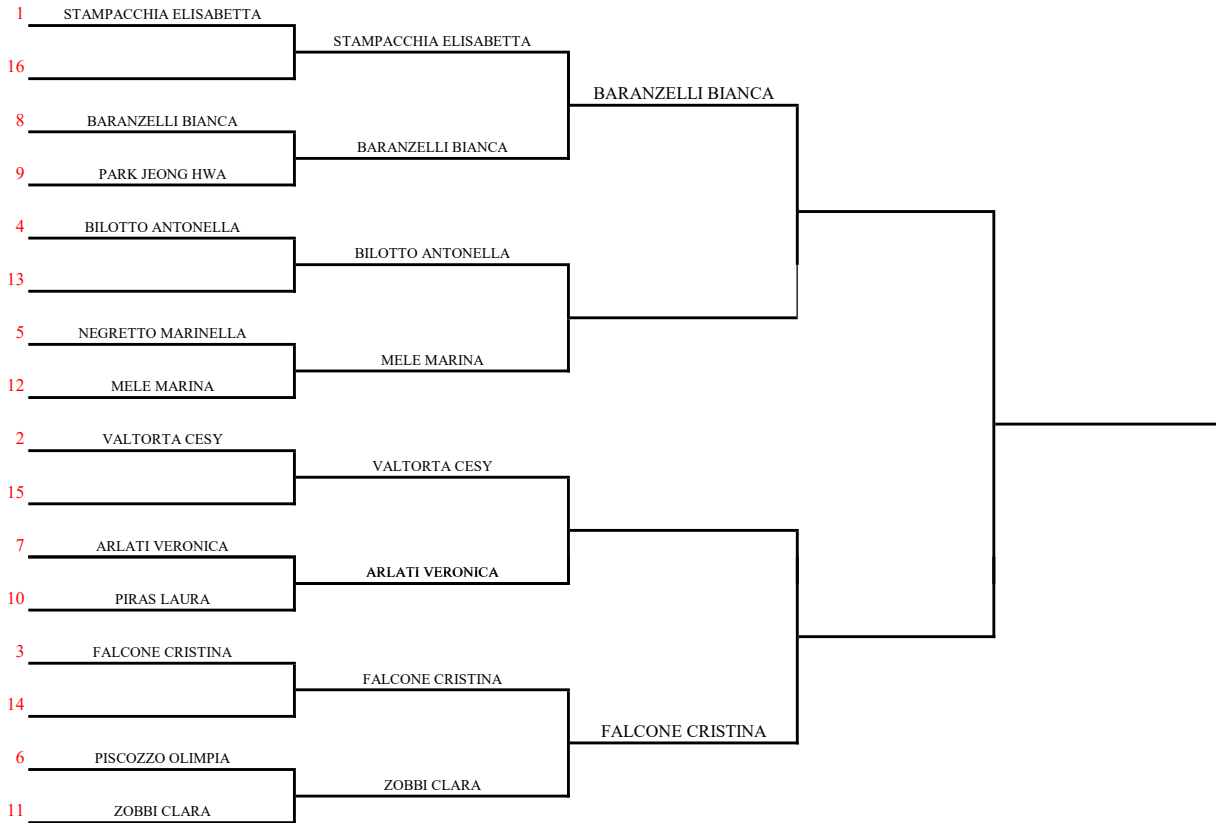 1 STAMPACCHIA ELISABETTA
STAMPACCHIA ELISABETTA
16
BARANZELLI BIANCA
8 BARANZELLI BIANCA
BARANZELLI BIANCA
9 PARK JEONG HWA
4 BILOTTO ANTONELLA
BILOTTO ANTONELLA
13
5 NEGRETTO MARINELLA
MELE MARINA
12 MELE MARINA
2 VALTORTA CESY
VALTORTA CESY
15
7 ARLATI VERONICA
ARLATI VERONICA
10 PIRAS LAURA
3 FALCONE CRISTINA
FALCONE CRISTINA
14
FALCONE CRISTINA
6 PISCOZZO OLIMPIA
ZOBBI CLARA
11 ZOBBI CLARA